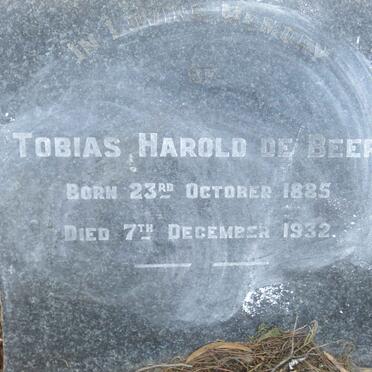 IN LOVING MEMORY
OF
TOBIAS HAROLD DE BEER
BORN 23RD OCTOBER 1885
DIED 7TH DECEMBER 1932.